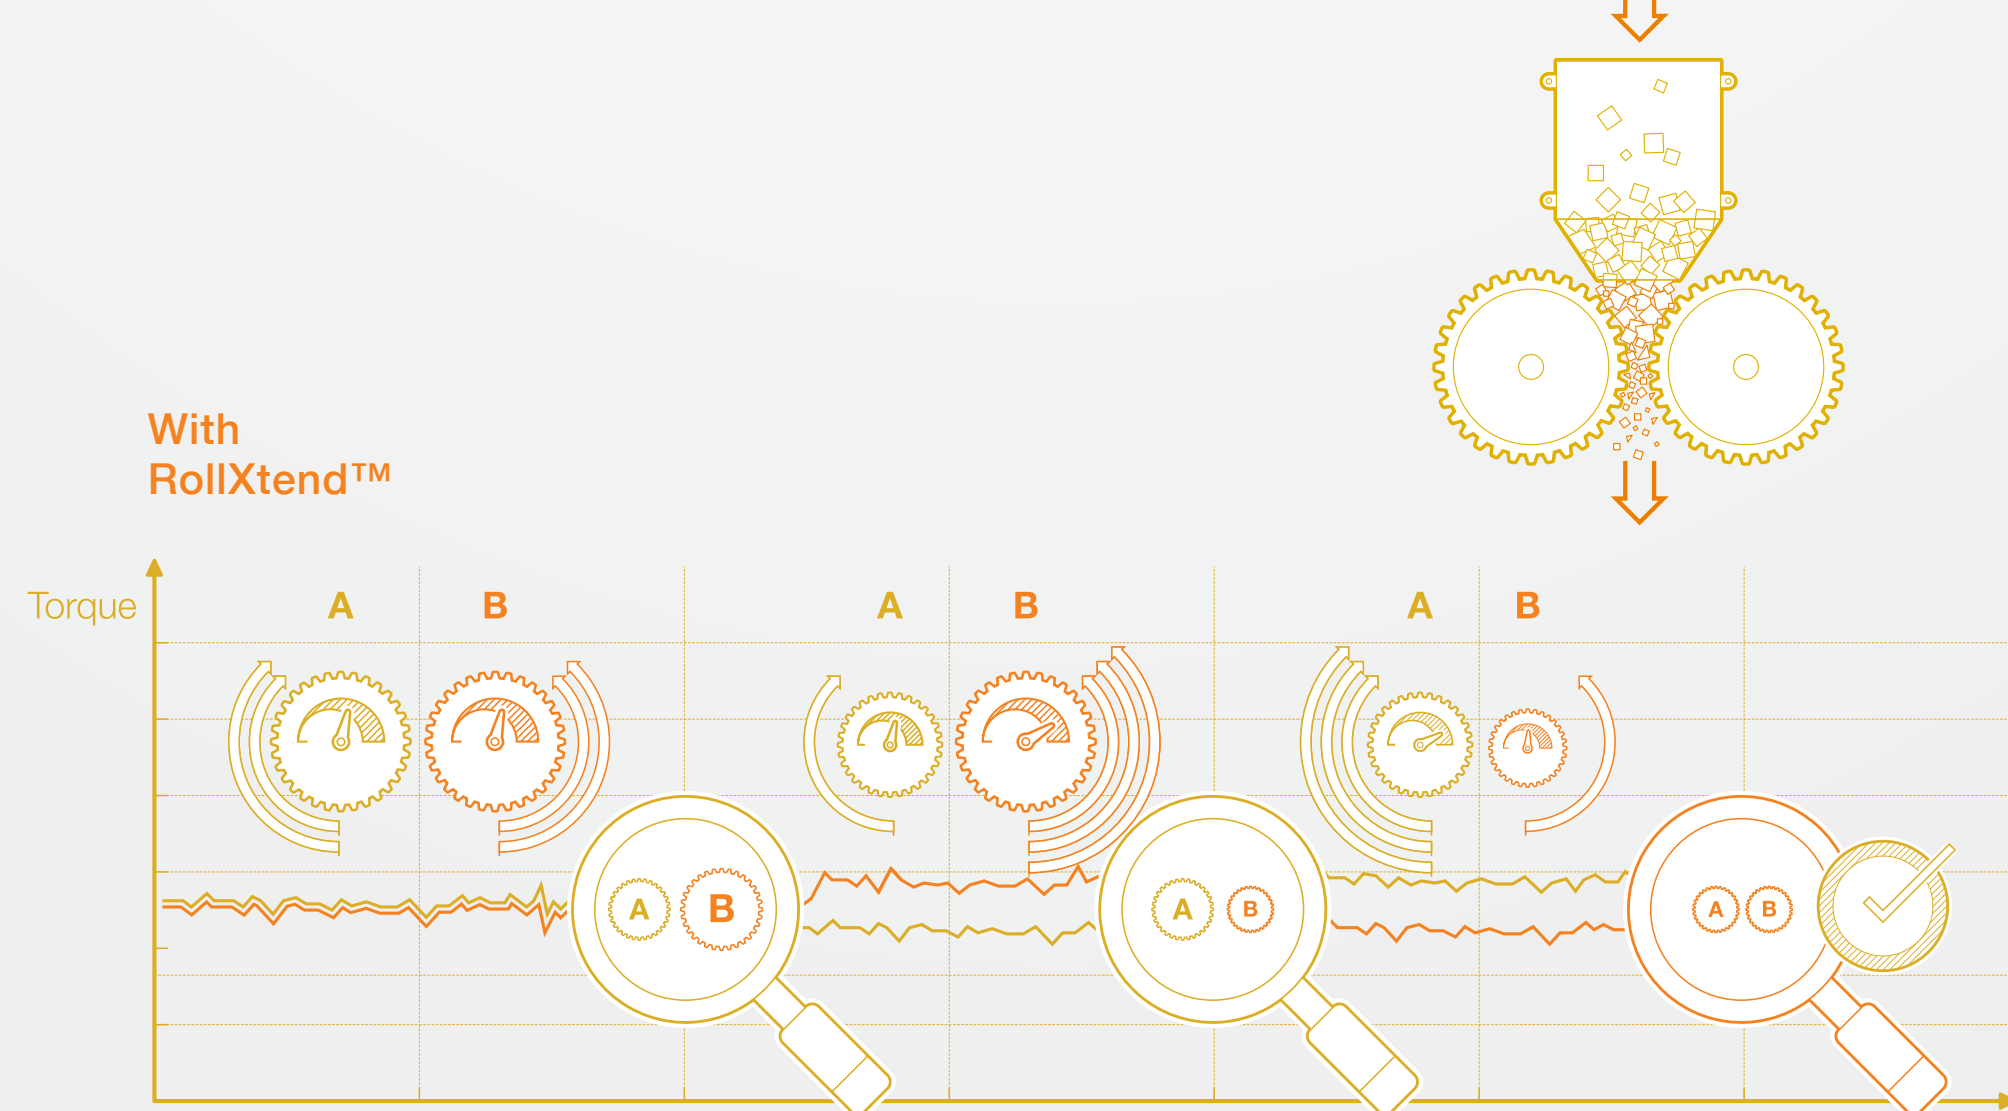 With
RollXtend™
Torque
A B A B A B
A B A B A B